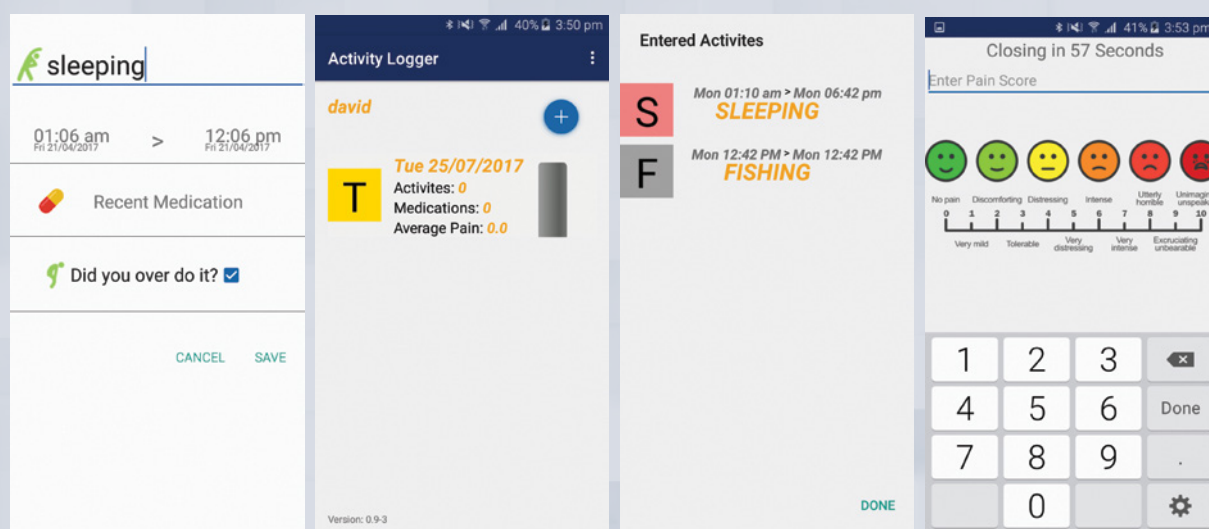 sleeping
01:06 am > 12:06 pm
Fri 21/04/2017 Fri 21/04/2017
Recent Medication
Did you over do it?
CANCEL SAVE
40% 3:50 pm
Activity Logger
david
+
T
Tue 25/07/2017
Activites: 0
Medications: 0
Average Pain: 0.0
Version: 0.9-3
Entered Activites
S
Mon 01:10 am > Mon 06:42 pm
SLEEPING
F
Mon 12:42 PM > Mon 12:42 PM
FISHING
DONE
41% 3:53 pm
Closing in 57 Seconds
Enter Pain Score
No pain Discomforting Distressing Intense Utterly horrible Unimagin unspeak
0 1 2 3 4 5 6 7 8 9 10
Very mild Tolerable Very distressing Very intense Excruciating unbearable
1 2 3
4 5 6 Done
7 8 9 .
0